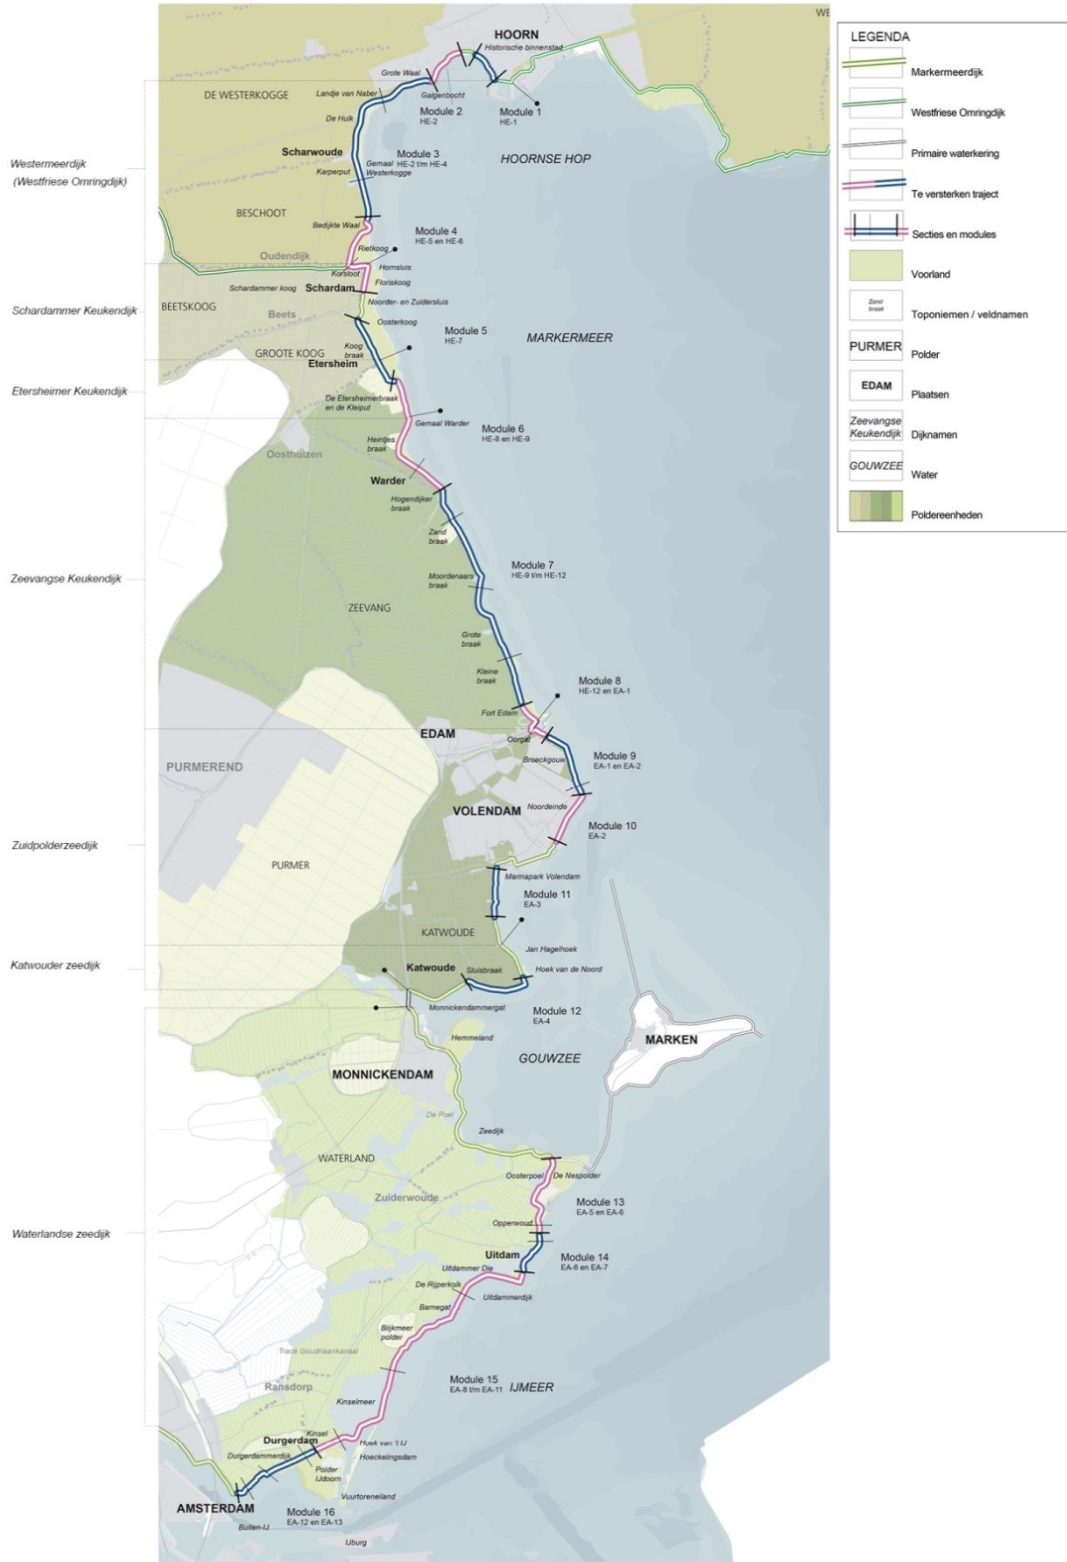 HOORN
Historische binnenstad
WE
Grote Waal
DE WESTERKOGGE
Landje van Naber
Galgenbocht
Module 2
HE-2
Module 1
HE-1
De Hulk
Scharwoude
Module 3
HE-2 t/m HE-4
Gemaal
Westerkogge
HOORNSE HOP
Westermeerdijk
(Westfriese Omringdijk)
Karperput
BESCHOOT
Bedijkte Waal
Module 4
HE-5 en HE-6
Rietkoog
Oudendijk
Hornsluis
Korsloot
Floriskoog
Schardammer koog
Schardam
Noorder- en Zuidersluis
BEETSKOOG
Schardammer Keukendijk
Beets
Oosterkoog
Module 5
HE-7
MARKERMEER
GROOTE KOOG
Koog
braak
Etersheim
Etersheimer Keukendijk
De Etersheimerbraak
en de Kleiput
Gemaal Warder
Module 6
HE-8 en HE-9
Heintjes
braak
Oosthuizen
Warder
Hogendijker
braak
Zand
braak
Module 7
HE-9 t/m HE-12
Zeevangse Keukendijk
Moordenaars
braak
ZEEVANG
Grote
braak
Kleine
braak
Module 8
HE-12 en EA-1
Fort Edam
EDAM
Oorgat
Broeckgouw
Module 9
EA-1 en EA-2
PURMEREND
VOLENDAM
Noordeinde
Module 10
EA-2
Zuidpolderzeedijk
PURMER
Marinapark Volendam
Module 11
EA-3
KATWOUDE
Jan Hagelhoek
Katwouder zeedijk
Katwoude
Sluisbraak
Hoek van de Noord
Monnickendammergat
Module 12
EA-4
Hemmeland
GOUWZEE
MARKEN
MONNICKENDAM
De Poel
Zeedijk
WATERLAND
Oosterpoel
De Nespolder
Zuiderwoude
Module 13
EA-5 en EA-6
Opperwoud
Waterlandse zeedijk
Uitdam
Module 14
EA-6 en EA-7
Uitdammer Die
De Rijperkolk
Uitdammerdijk
Barnegat
Blijkmeer
polder
Tracé Goudriaankanaal
Module 15
EA-8 t/m EA-11
IJMEER
Ransdorp
Kinselmeer
Kinsel
Durgerdam
Hoek van 't IJ
Durgerdammerdijk
Hoeckelingsdam
Polder
IJdoorn
Vuurtoreneiland
AMSTERDAM
Module 16
EA-12 en EA-13
Buiten-IJ
IJburg
LEGENDA
Markermeerdijk
Westfriese Omringdijk
Primaire waterkering
Te versterken traject
Secties en modules
Voorland
Zand
braak
Toponiemen / veldnamen
PURMER
Polder
EDAM
Plaatsen
Zeevangse
Keukendijk
Dijknamen
GOUWZEE
Water
Poldereenheden